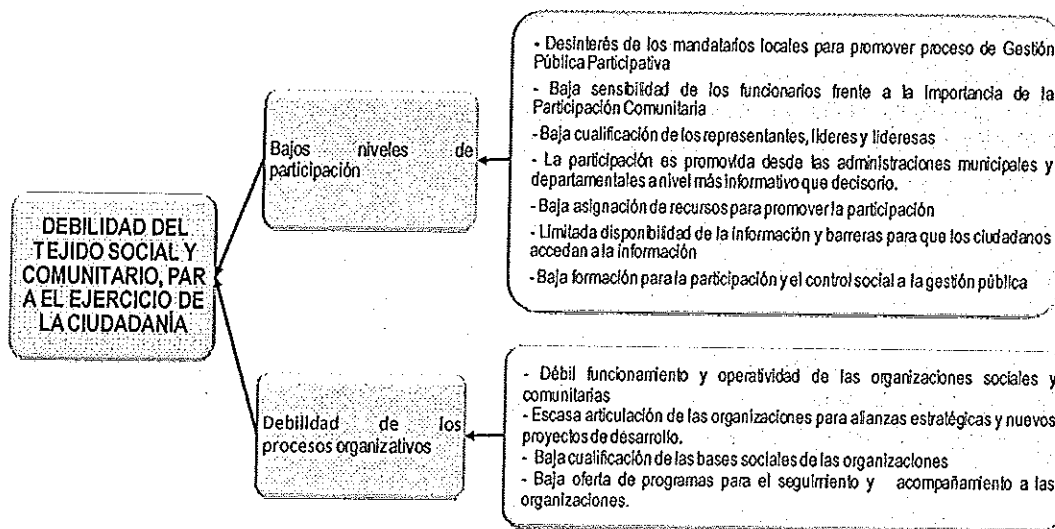 - Desinterés de los mandatarios locales para promover proceso de Gestión
Pública Participativa
- Baja sensibilidad de los funcionarios frente a la Importancia de la
Participación Comunitaria
- Baja cualificación de los representantes, líderes y lideresas
- La participación es promovida desde las administraciones municipales y
departamentales a nivel más informativo que decisorio.
- Baja asignación de recursos para promover la participación
- Limitada disponibilidad de la información y barreras para que los ciudadanos
accedan a la información
- Baja formación para la participación y el control social a la gestión pública
Bajos niveles de
participación
DEBILIDAD DEL
TEJIDO SOCIAL Y
COMUNITARIO, PAR
A EL EJERCICIO DE
LA CIUDADANÍA
Debilidad de los
procesos organizativos
- Débil funcionamiento y operatividad de las organizaciones sociales y
comunitarias
- Escasa articulación de las organizaciones para alianzas estratégicas y nuevos
proyectos de desarrollo.
- Baja cualificación de las bases sociales de las organizaciones
- Baja oferta de programas para el seguimiento y acompañamiento a las
organizaciones.